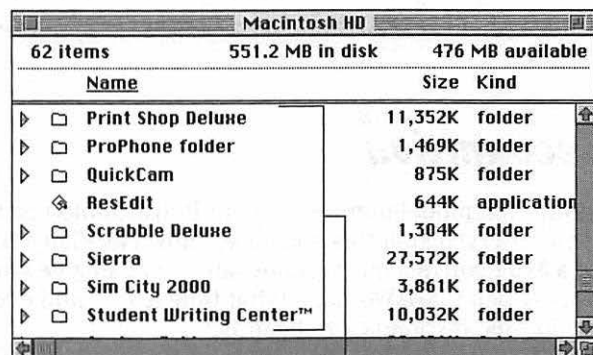 Macintosh HD
62 items 551.2 MB in disk 476 MB available
Name Size Kind
Print Shop Deluxe 11,352K folder
ProPhone folder 1,469K folder
QuickCam 875K folder
ResEdit 644K application
Scrabble Deluxe 1,304K folder
Sierra 27,572K folder
Sim City 2000 3,861K folder
Student Writing Center™ 10,032K folder